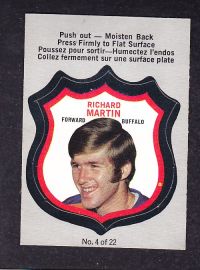 Push out — Moisten Back
Press Firmly to Flat Surface
Poussez pour sortir—Humectez l'endos
Collez fermement sur une surface plate
RICHARD
MARTIN
FORWARD BUFFALO
No. 4 of 22